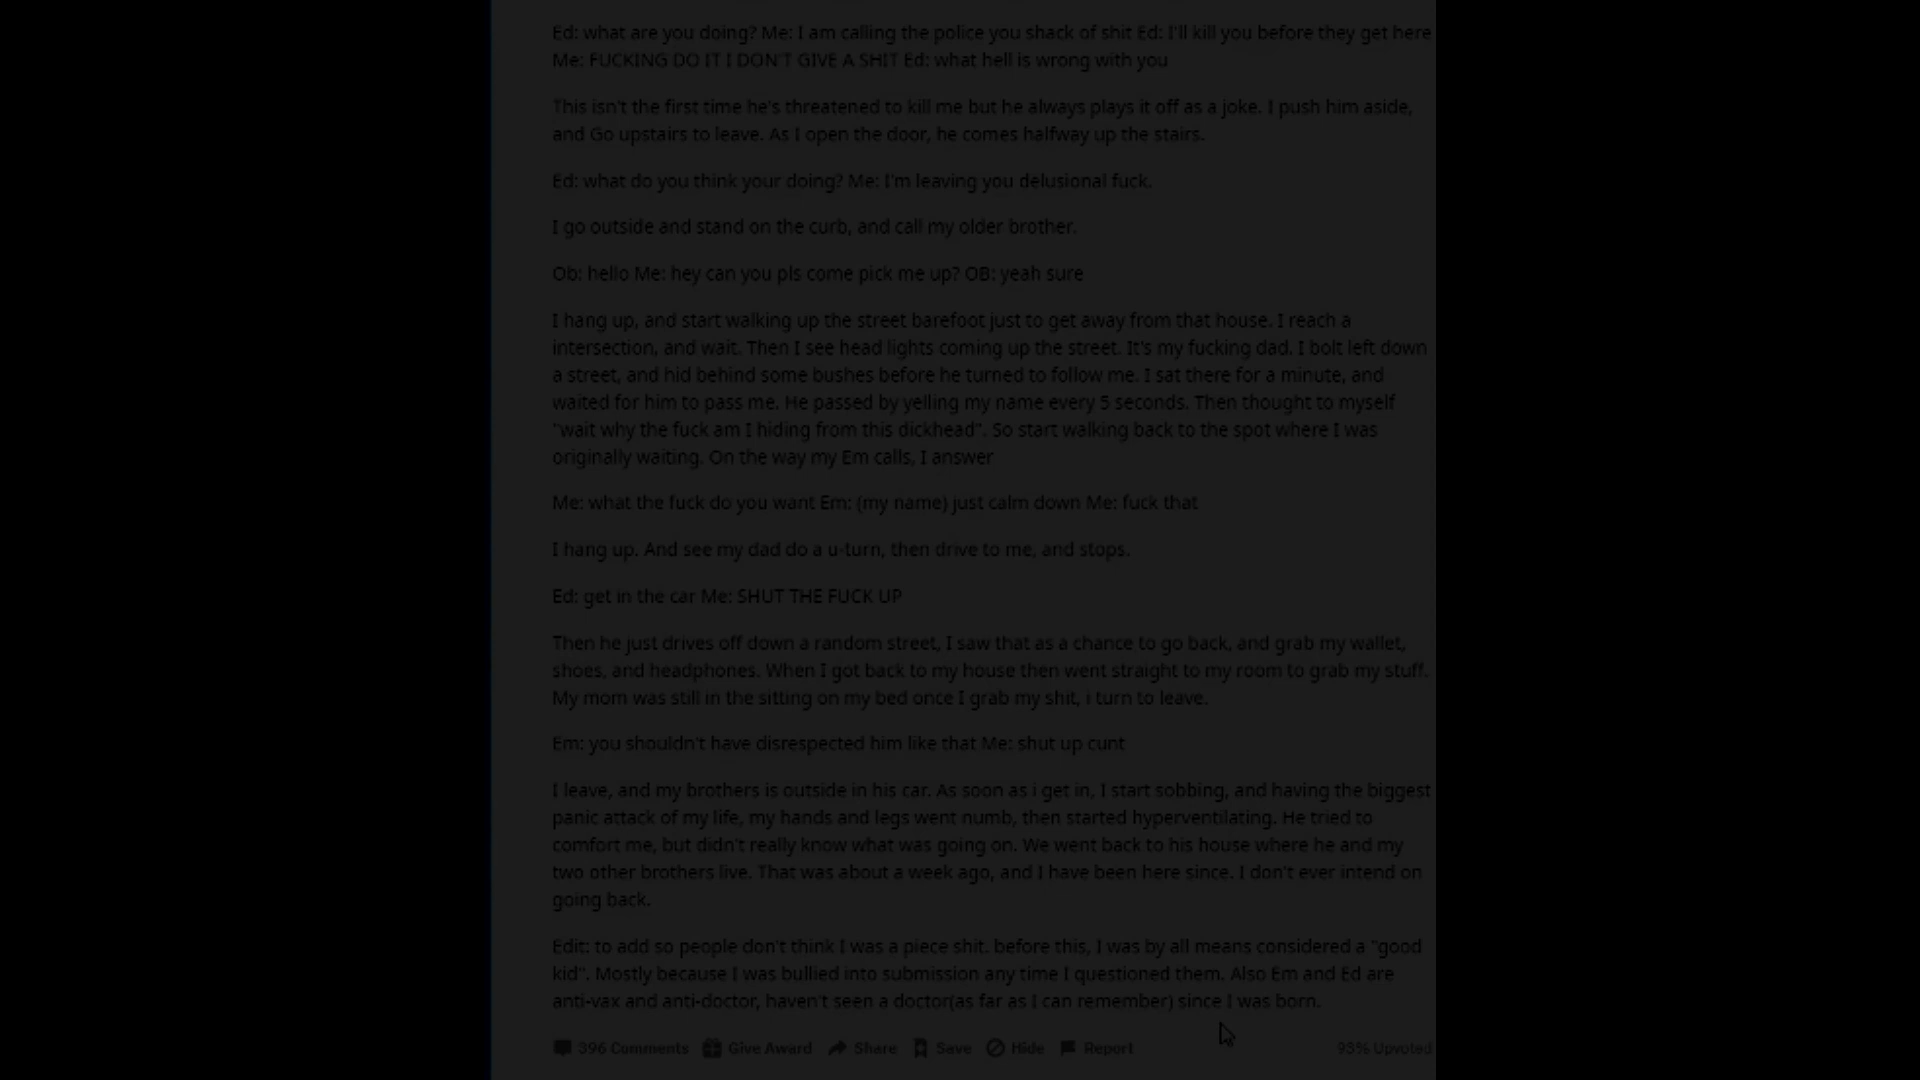 Ed: what are you doing? Me: I am calling the police you shack of shit Ed: I'll kill you before they get here
Me: FUCKING DO IT I DON'T GIVE A SHIT Ed: what hell is wrong with you
This isn't the first time he's threatened to kill me but he always plays it off as a joke. I push him aside,
and Go upstairs to leave. As I open the door, he comes halfway up the stairs.
Ed: what do you think your doing? Me: I'm leaving you delusional fuck.
I go outside and stand on the curb, and call my older brother.
Ob: hello Me: hey can you pls come pick me up? OB: yeah sure
I hang up, and start walking up the street barefoot just to get away from that house. I reach a
intersection, and wait. Then I see head lights coming up the street. It's my fucking dad. I bolt left down
a street, and hid behind some bushes before he turned to follow me. I sat there for a minute, and
waited for him to pass me. He passed by yelling my name every 5 seconds. Then thought to myself
"wait why the fuck am I hiding from this dickhead". So start walking back to the spot where I was
originally waiting. On the way my Em calls, I answer
Me: what the fuck do you want Em: (my name) just calm down Me: fuck that
I hang up. And see my dad do a u-turn, then drive to me, and stops.
Ed: get in the car Me: SHUT THE FUCK UP
Then he just drives off down a random street, I saw that as a chance to go back, and grab my wallet,
shoes, and headphones. When I got back to my house then went straight to my room to grab my stuff.
My mom was still in the sitting on my bed once I grab my shit, i turn to leave.
Em: you shouldn't have disrespected him like that Me: shut up cunt
I leave, and my brothers is outside in his car. As soon as i get in, I start sobbing, and having the biggest
panic attack of my life, my hands and legs went numb, then started hyperventilating. He tried to
comfort me, but didn't really know what was going on. We went back to his house where he and my
two other brothers live. That was about a week ago, and I have been here since. I don't ever intend on
going back.
Edit: to add so people don't think I was a piece shit. before this, I was by all means considered a "good
kid". Mostly because I was bullied into submission any time I questioned them. Also Em and Ed are
anti-vax and anti-doctor, haven't seen a doctor(as far as I can remember) since I was born.
396 Comments Give Award Share Save Hide Report 93% Upvoted